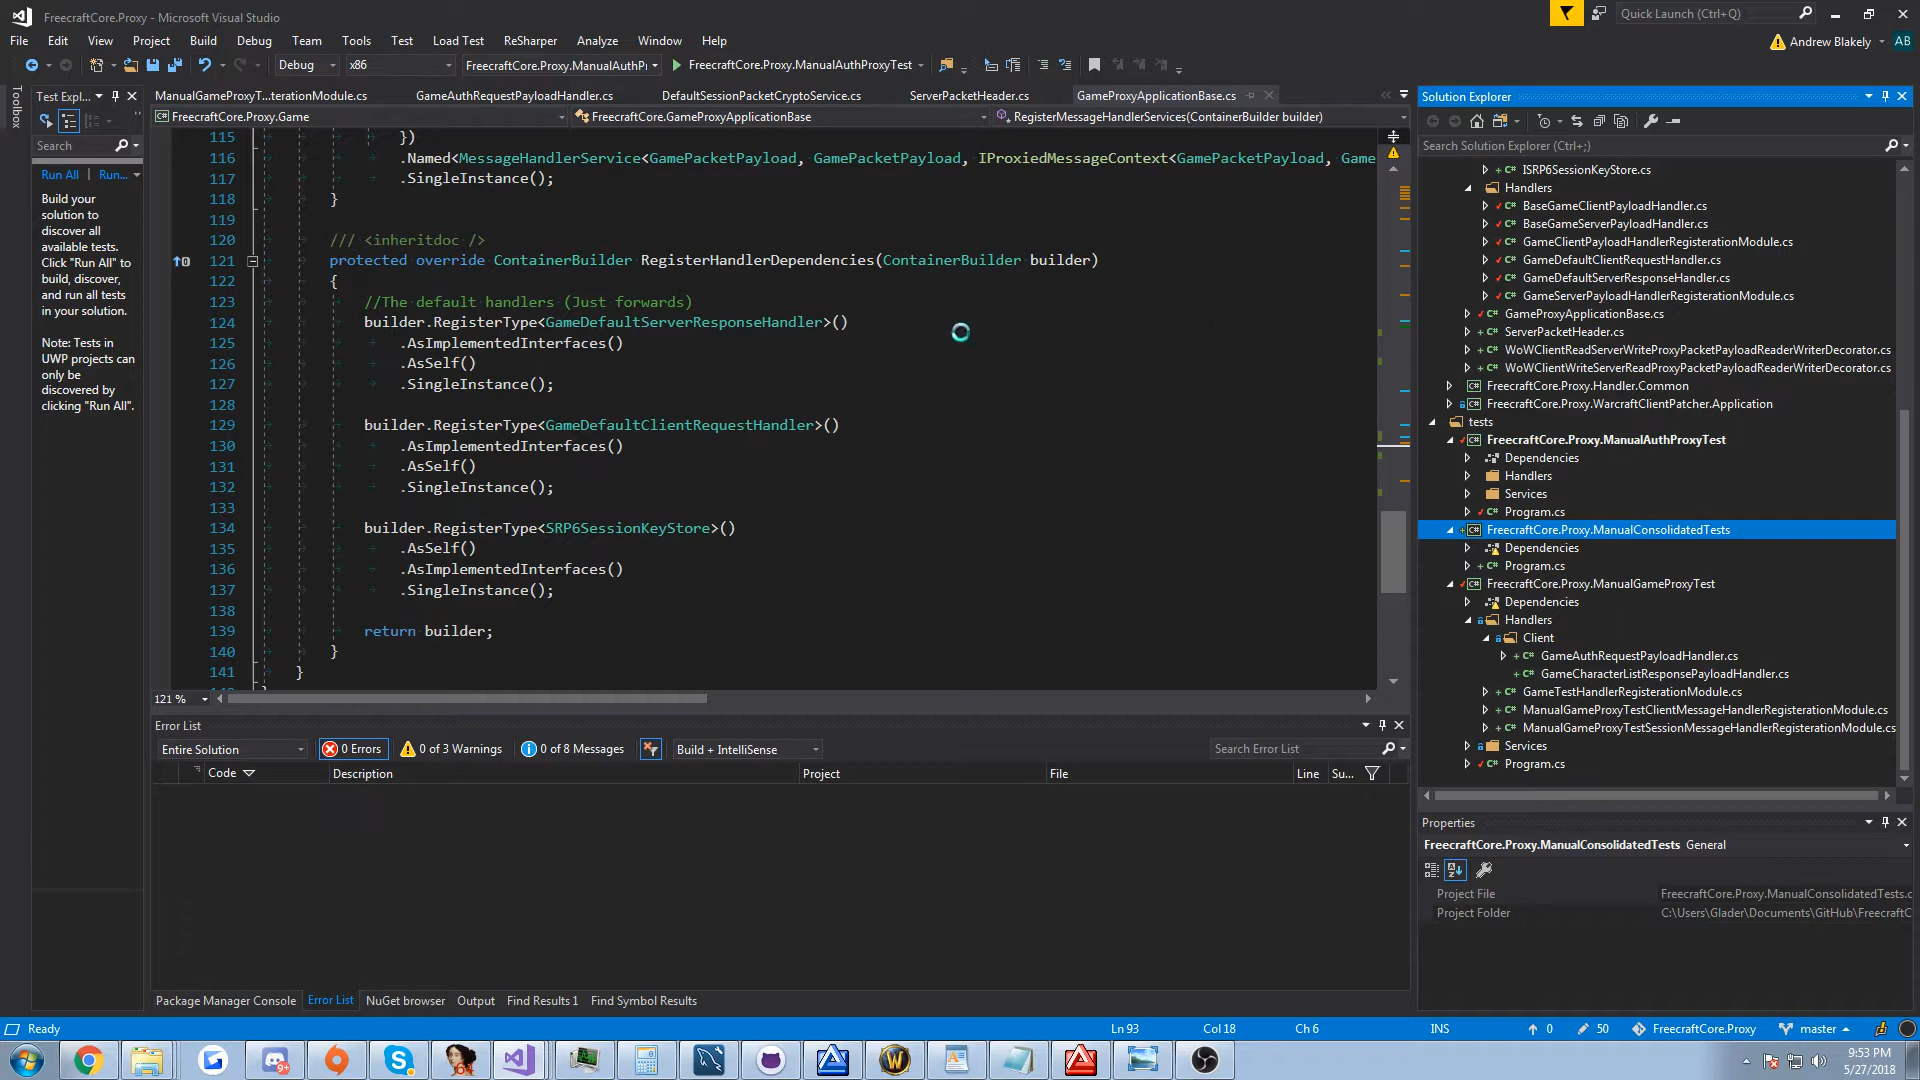 FreecraftCore.Proxy - Microsoft Visual Studio
Quick Launch (Ctrl+Q)
File Edit View Project Build Debug Team Tools Test Load Test ReSharper Analyze Window Help
Andrew Blakely AB
Debug x86 FreecraftCore.Proxy.ManualAuthP FreecraftCore.Proxy.ManualAuthProxyTest
Toolbox
Test Expl...
Search
Run All | Run...
Build your
solution to
discover all
available tests.
Click "Run All" to
build, discover,
and run all tests
in your solution.
Note: Tests in
UWP projects can
only be
discovered by
clicking "Run All".
ManualGameProxyT...terationModule.cs GameAuthRequestPayloadHandler.cs DefaultSessionPacketCryptoService.cs ServerPacketHeader.cs GameProxyApplicationBase.cs
FreecraftCore.Proxy.Game FreecraftCore.GameProxyApplicationBase RegisterMessageHandlerServices(ContainerBuilder builder)
115 })
116 .Named<MessageHandlerService<GamePacketPayload, GamePacketPayload, IProxiedMessageContext<GamePacketPayload, Game
117 .SingleInstance();
118 }
119
120 /// <inheritdoc />
121 protected override ContainerBuilder RegisterHandlerDependencies(ContainerBuilder builder)
122 {
123 //The default handlers (Just forwards)
124 builder.RegisterType<GameDefaultServerResponseHandler>()
125 .AsImplementedInterfaces()
126 .AsSelf()
127 .SingleInstance();
128
129 builder.RegisterType<GameDefaultClientRequestHandler>()
130 .AsImplementedInterfaces()
131 .AsSelf()
132 .SingleInstance();
133
134 builder.RegisterType<SRP6SessionKeyStore>()
135 .AsSelf()
136 .AsImplementedInterfaces()
137 .SingleInstance();
138
139 return builder;
140 }
141 }
121 %
Error List
Entire Solution 0 Errors 0 of 3 Warnings 0 of 8 Messages Build + IntelliSense Search Error List
Code Description Project File Line Su...
Package Manager Console Error List NuGet browser Output Find Results 1 Find Symbol Results
Solution Explorer
Search Solution Explorer (Ctrl+;)
ISRP6SessionKeyStore.cs
Handlers
BaseGameClientPayloadHandler.cs
BaseGameServerPayloadHandler.cs
GameClientPayloadHandlerRegisterationModule.cs
GameDefaultClientRequestHandler.cs
GameDefaultServerResponseHandler.cs
GameServerPayloadHandlerRegisterationModule.cs
GameProxyApplicationBase.cs
ServerPacketHeader.cs
WoWClientReadServerWriteProxyPacketPayloadReaderWriterDecorator.cs
WoWClientWriteServerReadProxyPacketPayloadReaderWriterDecorator.cs
FreecraftCore.Proxy.Handler.Common
FreecraftCore.Proxy.WarcraftClientPatcher.Application
tests
FreecraftCore.Proxy.ManualAuthProxyTest
Dependencies
Handlers
Services
Program.cs
FreecraftCore.Proxy.ManualConsolidatedTests
Dependencies
Program.cs
FreecraftCore.Proxy.ManualGameProxyTest
Dependencies
Handlers
Client
GameAuthRequestPayloadHandler.cs
GameCharacterListResponsePayloadHandler.cs
GameTestHandlerRegisterationModule.cs
ManualGameProxyTestClientMessageHandlerRegisterationModule.cs
ManualGameProxyTestSessionMessageHandlerRegisterationModule.cs
Services
Program.cs
Properties
FreecraftCore.Proxy.ManualConsolidatedTests General
Project File FreecraftCore.Proxy.ManualConsolidatedTests.c
Project Folder C:\Users\Glader\Documents\GitHub\FreecraftC
Ready Ln 93 Col 18 Ch 6 INS 0 50 FreecraftCore.Proxy master
9:53 PM
5/27/2018